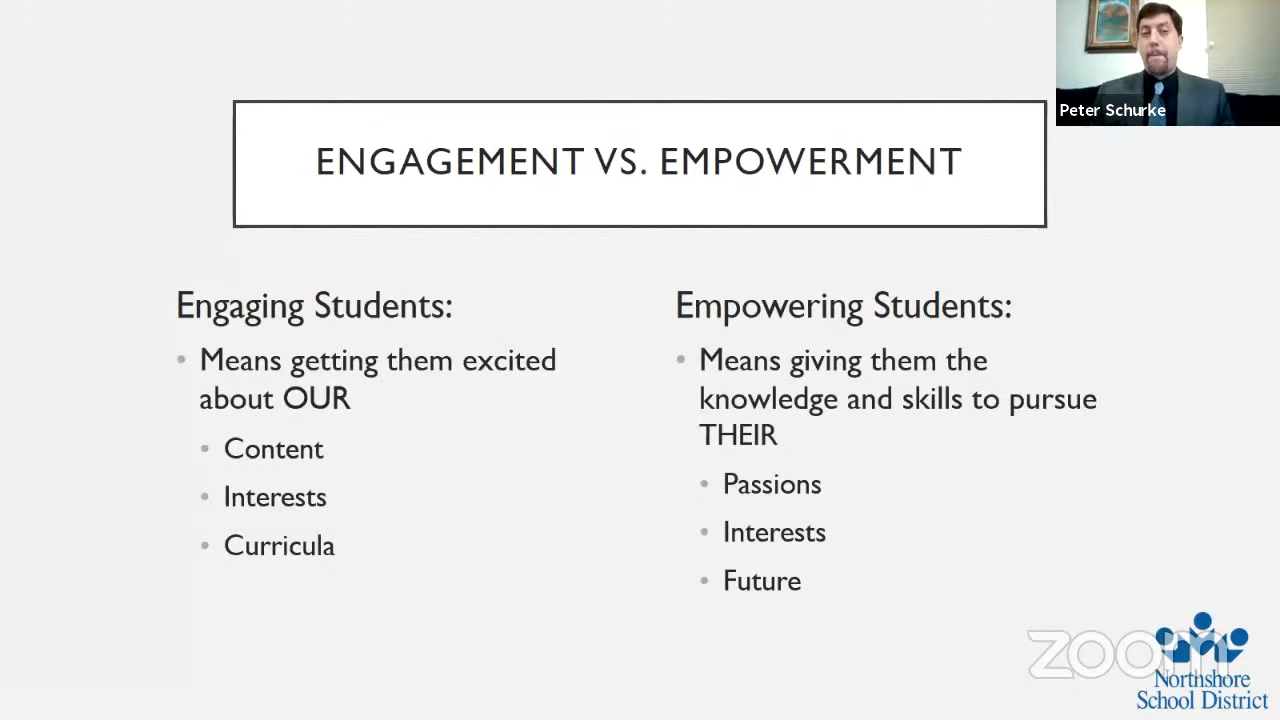 Peter Schurke
ENGAGEMENT VS. EMPOWERMENT
Engaging Students:
• Means getting them excited
about OUR
• Content
• Interests
• Curricula
Empowering Students:
• Means giving them the
knowledge and skills to pursue
THEIR
• Passions
• Interests
• Future
zoom
Northshore
School District